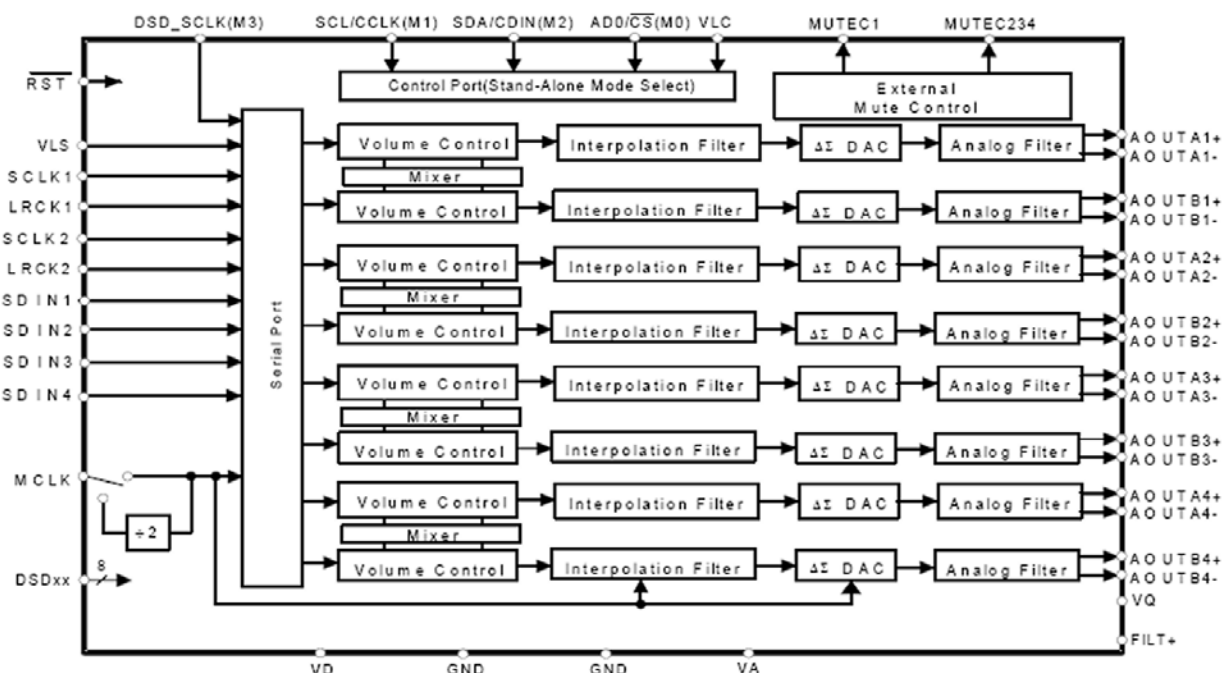 DSD_SCLK(M3) SCL/CCLK(M1) SDA/CDIN(M2) AD0/CS(M0) VLC MUTEC1 MUTEC234
RST
Control Port(Stand-Alone Mode Select)
External
Mute Control
VLS
SCLK1
LRCK1
SCLK2
LRCK2
SDIN1
SDIN2
SDIN3
SDIN4
MCLK
÷2
DSDxx
8
Serial Port
Volume Control Interpolation Filter ΔΣ DAC Analog Filter AOUTA1+
AOUTA1-
Mixer
Volume Control Interpolation Filter ΔΣ DAC Analog Filter AOUTB1+
AOUTB1-
Volume Control Interpolation Filter ΔΣ DAC Analog Filter AOUTA2+
AOUTA2-
Mixer
Volume Control Interpolation Filter ΔΣ DAC Analog Filter AOUTB2+
AOUTB2-
Volume Control Interpolation Filter ΔΣ DAC Analog Filter AOUTA3+
AOUTA3-
Mixer
Volume Control Interpolation Filter ΔΣ DAC Analog Filter AOUTB3+
AOUTB3-
Volume Control Interpolation Filter ΔΣ DAC Analog Filter AOUTA4+
AOUTA4-
Mixer
Volume Control Interpolation Filter ΔΣ DAC Analog Filter AOUTB4+
AOUTB4-
VQ
FILT+
VD GND GND VA